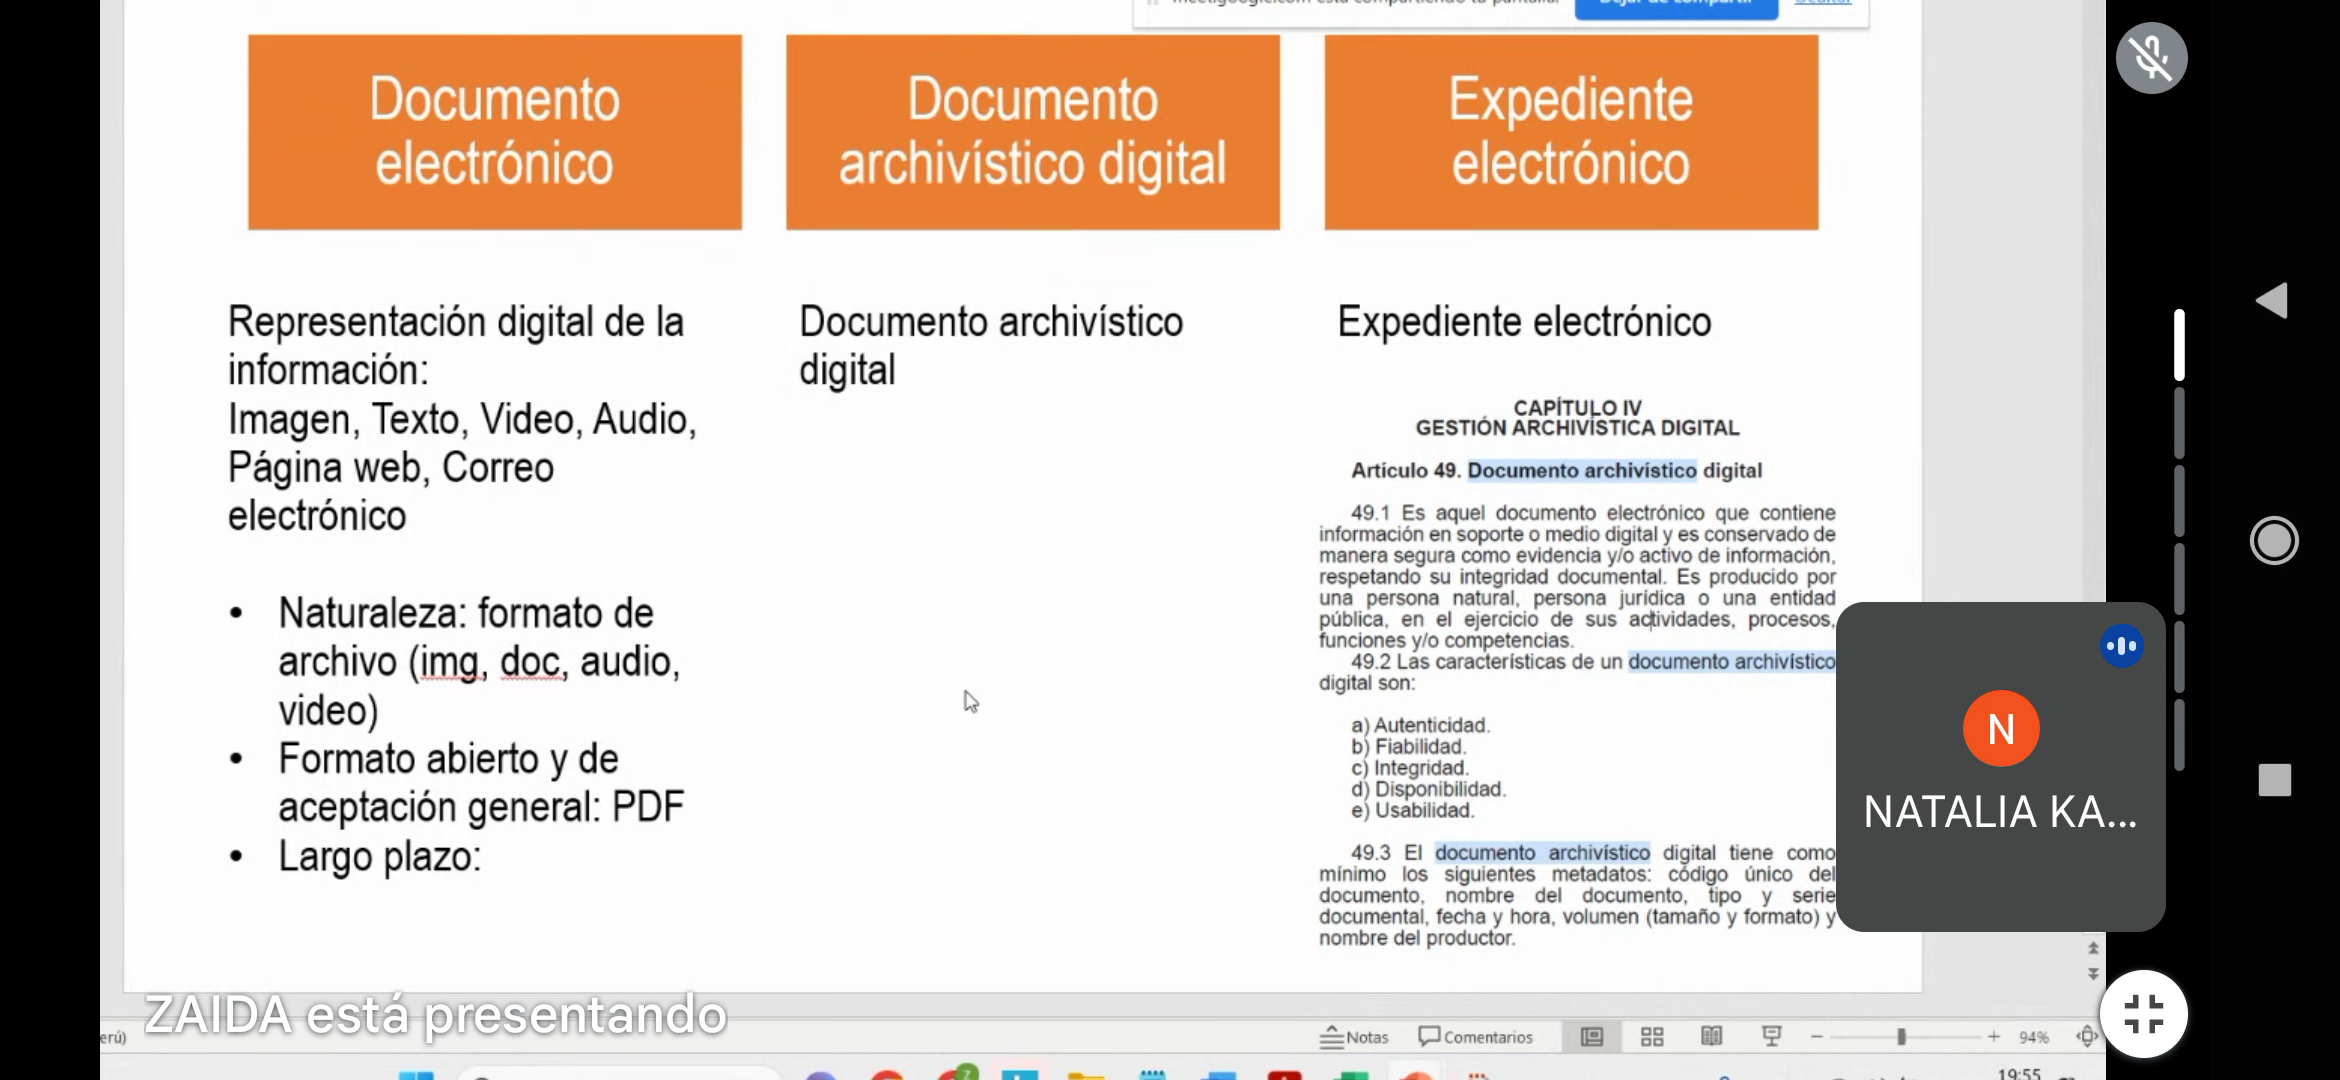 Documento
electrónico
Documento
archivístico digital
Expediente
electrónico
Representación digital de la
información:
Imagen, Texto, Video, Audio,
Página web, Correo
electrónico
• Naturaleza: formato de
archivo (img, doc, audio,
video)
• Formato abierto y de
aceptación general: PDF
• Largo plazo:
Documento archivístico
digital
Expediente electrónico
CAPÍTULO IV
GESTIÓN ARCHIVÍSTICA DIGITAL
Artículo 49. Documento archivístico digital
49.1 Es aquel documento electrónico que contiene
información en soporte o medio digital y es conservado de
manera segura como evidencia y/o activo de información,
respetando su integridad documental. Es producido por
una persona natural, persona jurídica o una entidad
pública, en el ejercicio de sus actividades, procesos,
funciones y/o competencias.
49.2 Las características de un documento archivístico
digital son:
a) Autenticidad.
b) Fiabilidad.
c) Integridad.
d) Disponibilidad.
e) Usabilidad.
49.3 El documento archivístico digital tiene como
mínimo los siguientes metadatos: código único del
documento, nombre del documento, tipo y serie
documental, fecha y hora, volumen (tamaño y formato) y
nombre del productor.
N
NATALIA KA...
ZAIDA está presentando
erú)
Notas
Comentarios
94%
Z
19:55